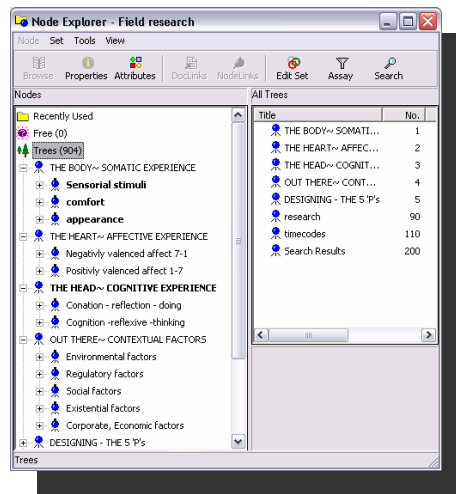 Node Explorer - Field research
Node Set Tools View
Browse Properties Attributes DocLinks NodeLinks Edit Set Assay Search
Nodes
Recently Used
Free (0)
Trees (904)
THE BODY~ SOMATIC EXPERIENCE
Sensorial stimuli
comfort
appearance
THE HEART~ AFFECTIVE EXPERIENCE
Negativly valenced affect 7-1
Positivly valenced affect 1-7
THE HEAD~ COGNITIVE EXPERIENCE
Conation - reflection - doing
Cognition -reflexive -thinking
OUT THERE~ CONTEXTUAL FACTORS
Environmental factors
Regulatory factors
Social factors
Existential factors
Corporate, Economic factors
DESIGNING - THE 5 'P's
All Trees
Title No.
THE BODY~ SOMATI... 1
THE HEART~ AFFEC... 2
THE HEAD~ COGNIT... 3
OUT THERE~ CONT... 4
DESIGNING - THE 5 'P's 5
research 90
timecodes 110
Search Results 200
Trees